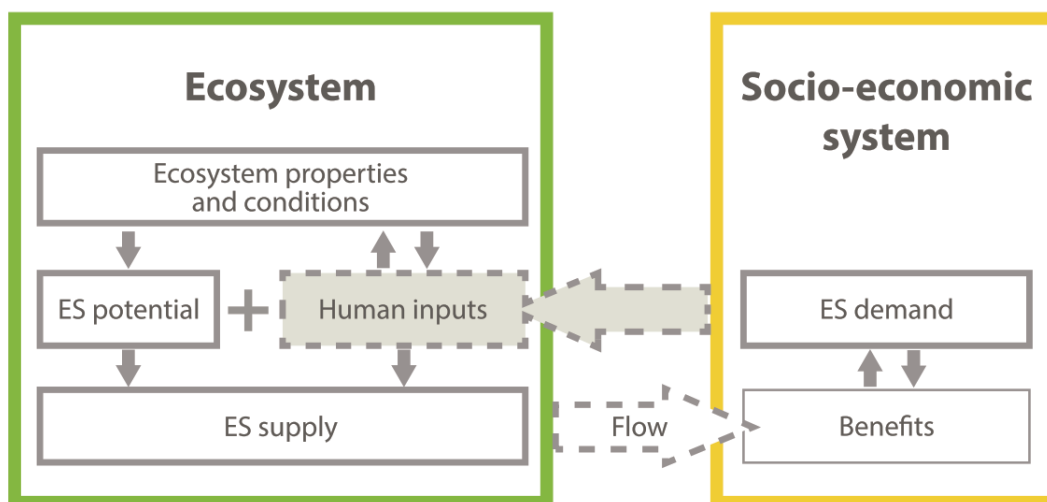 Ecosystem
Ecosystem properties
and conditions
ES potential
+
Human inputs
ES supply
Flow
Socio-economic
system
ES demand
Benefits